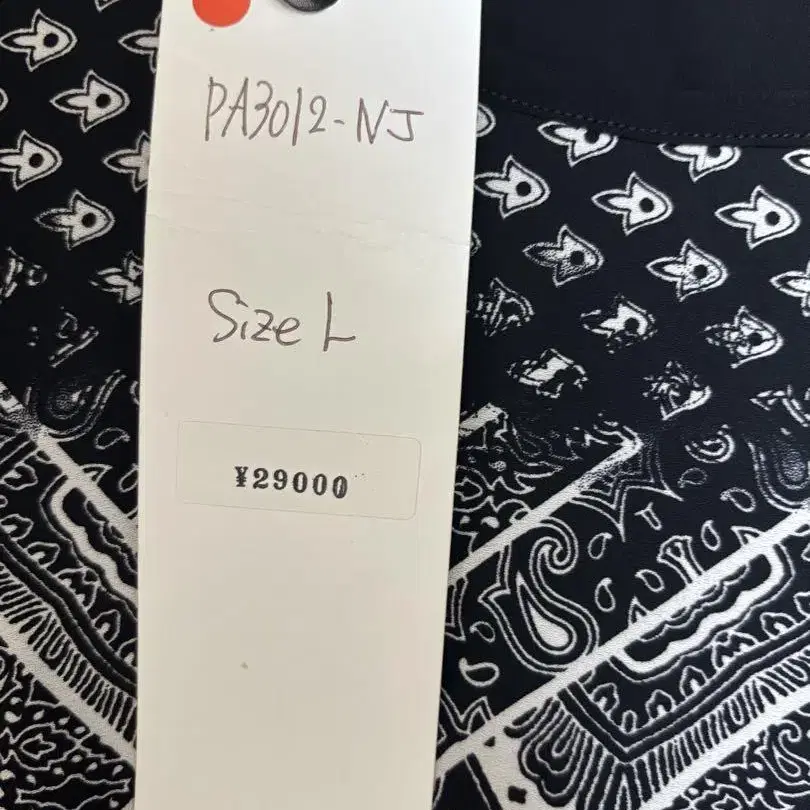 PA3012-NJ
Size L
¥29000